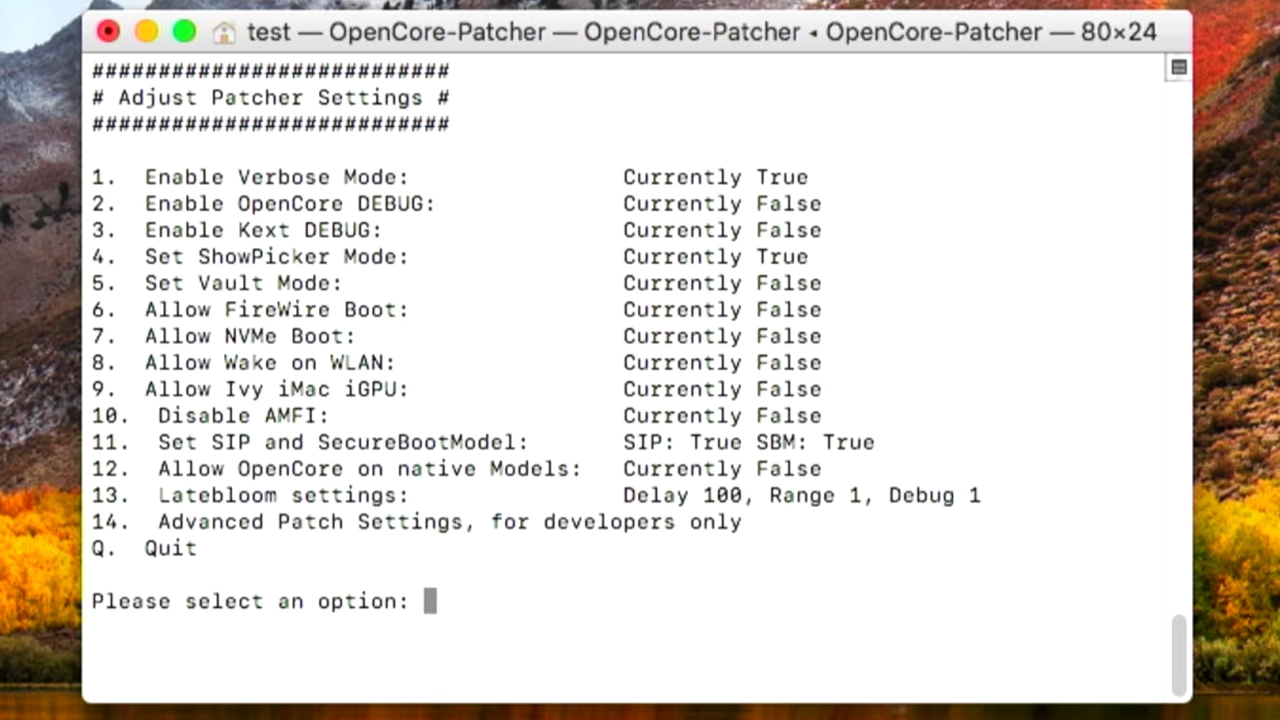 test — OpenCore-Patcher — OpenCore-Patcher ◂ OpenCore-Patcher — 80×24
###########################
# Adjust Patcher Settings #
###########################
1. Enable Verbose Mode: Currently True
2. Enable OpenCore DEBUG: Currently False
3. Enable Kext DEBUG: Currently False
4. Set ShowPicker Mode: Currently True
5. Set Vault Mode: Currently False
6. Allow FireWire Boot: Currently False
7. Allow NVMe Boot: Currently False
8. Allow Wake on WLAN: Currently False
9. Allow Ivy iMac iGPU: Currently False
10. Disable AMFI: Currently False
11. Set SIP and SecureBootModel: SIP: True SBM: True
12. Allow OpenCore on native Models: Currently False
13. Latebloom settings: Delay 100, Range 1, Debug 1
14. Advanced Patch Settings, for developers only
Q. Quit
Please select an option: